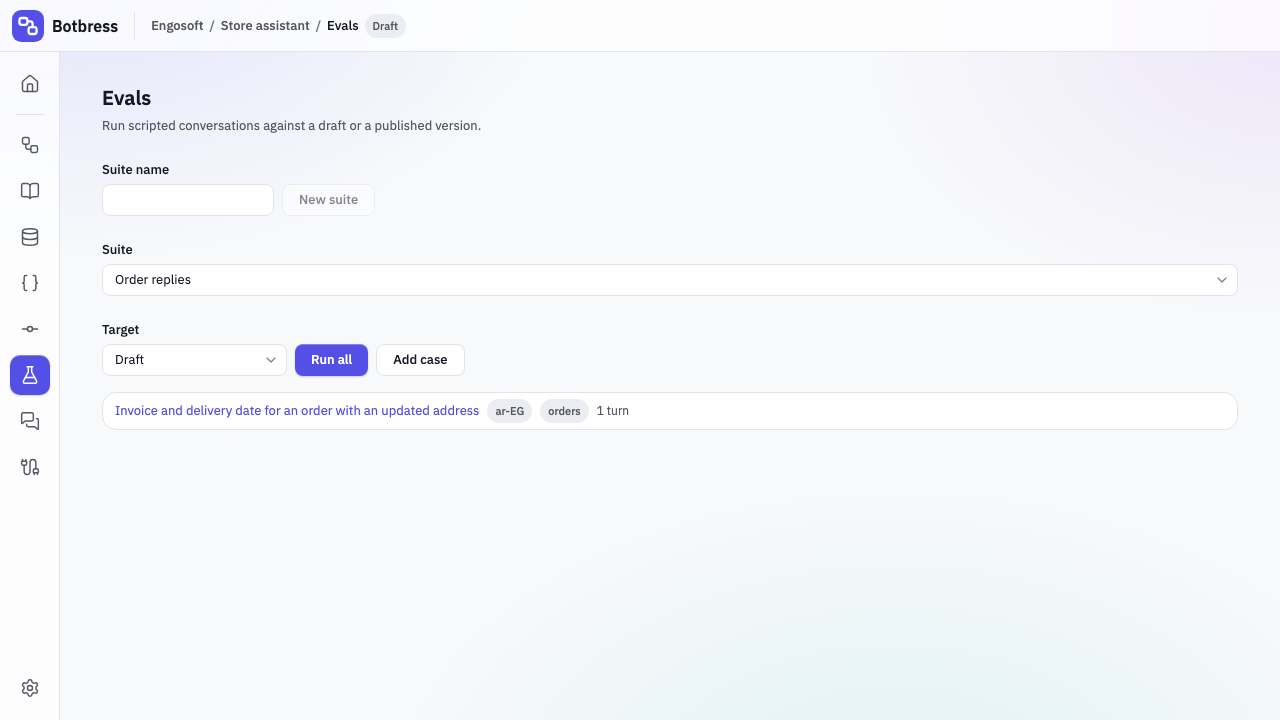 Botbress
Engosoft / Store assistant / Evals Draft
Evals
Run scripted conversations against a draft or a published version.
Suite name
New suite
Suite
Order replies
Target
Draft Run all Add case
Invoice and delivery date for an order with an updated address ar-EG orders 1 turn